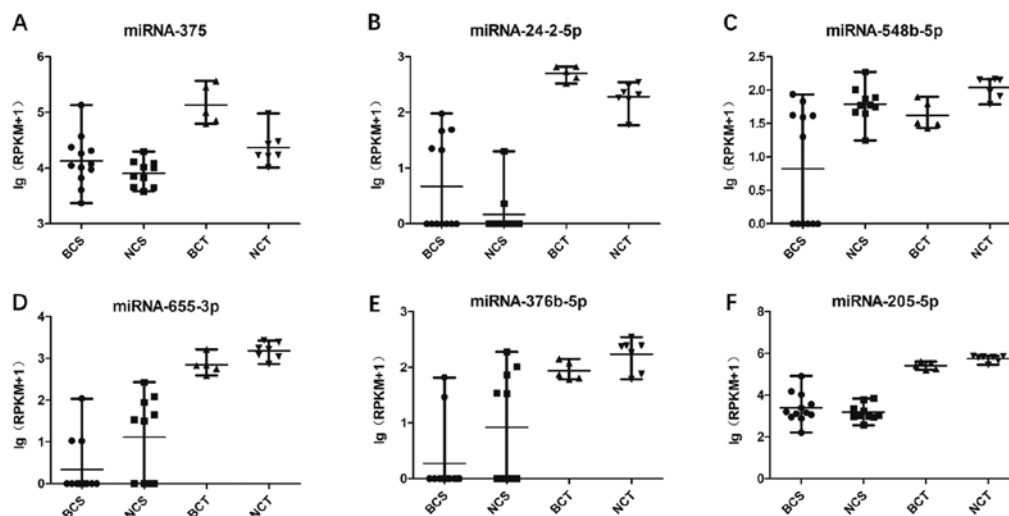 A
miRNA-375
lg (RPKM+1)
6
5
4
3
BCS
NCS
BCT
NCT
B
miRNA-24-2-5p
lg (RPKM+1)
3
2
1
0
BCS
NCS
BCT
NCT
C
miRNA-548b-5p
lg (RPKM+1)
2.5
2.0
1.5
1.0
0.5
0.0
BCS
NCS
BCT
NCT
D
miRNA-655-3p
lg (RPKM+1)
4
3
2
1
0
BCS
NCS
BCT
NCT
E
miRNA-376b-5p
lg (RPKM+1)
3
2
1
0
BCS
NCS
BCT
NCT
F
miRNA-205-5p
lg (RPKM+1)
8
6
4
2
0
BCS
NCS
BCT
NCT